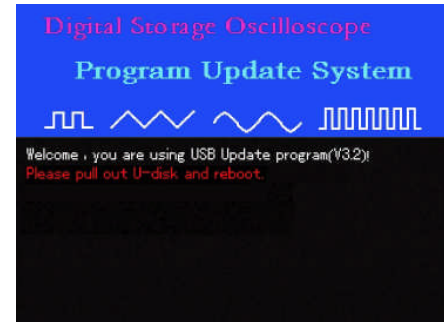 Digital Storage Oscilloscope
Program Update System
Welcome , you are using USB Update program(V3.2)!
Please pull out U-disk and reboot.